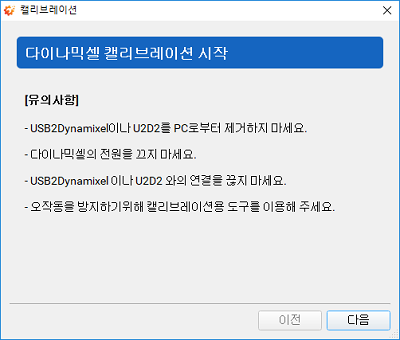 캘리브레이션
다이나믹셀 캘리브레이션 시작
[유의사항]
- USB2Dynamixel이나 U2D2를 PC로부터 제거하지 마세요.
- 다이나믹셀의 전원을 끄지 마세요.
- USB2Dynamixel 이나 U2D2 와의 연결을 끊지 마세요.
- 오작동을 방지하기위해 캘리브레이션용 도구를 이용해 주세요.
이전 다음